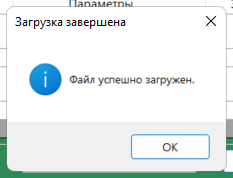 Параметры
Загрузка завершена
Файл успешно загружен.
OK